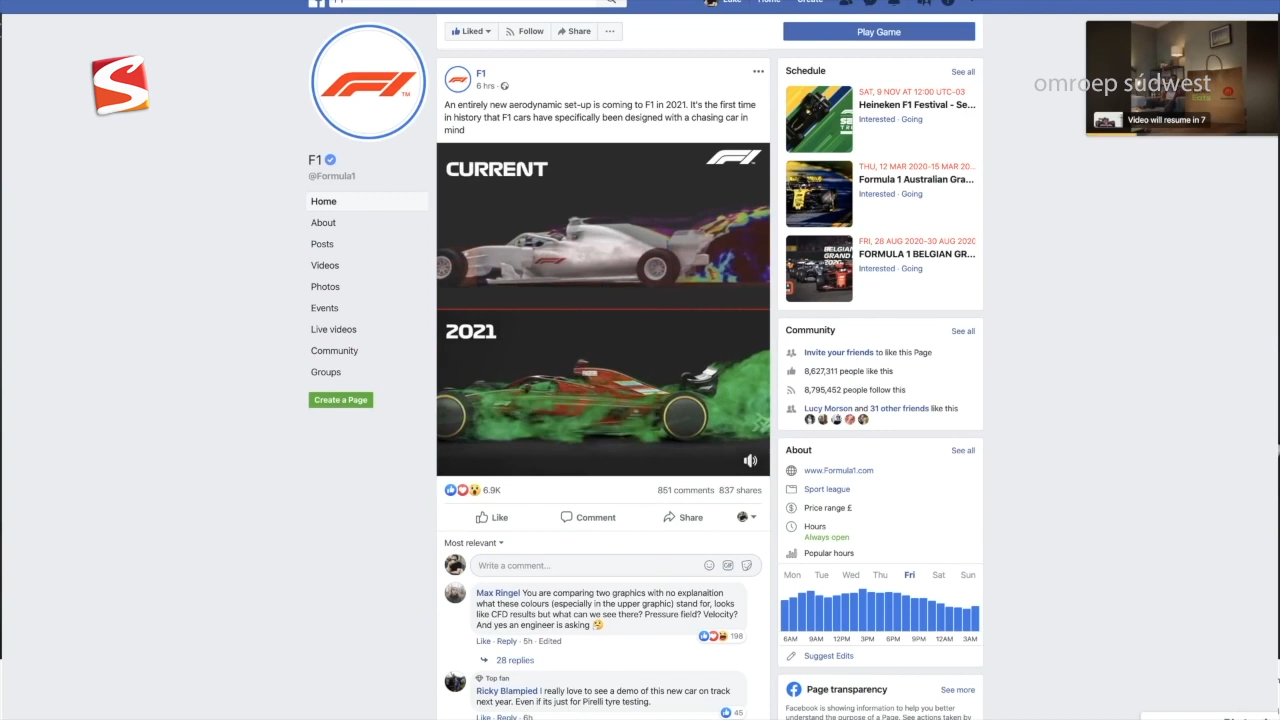 Liked
Follow
Share
Play Game
omroep súdwest
Eats
Video will resume in 7
F1
6 hrs
An entirely new aerodynamic set-up is coming to F1 in 2021. It's the first time
in history that F1 cars have specifically been designed with a chasing car in
mind
CURRENT
2021
F1
@Formula1
Home
About
Posts
Videos
Photos
Events
Live videos
Community
Groups
Create a Page
6.9K
851 comments 837 shares
Like
Comment
Share
Most relevant
Write a comment...
Max Ringel You are comparing two graphics with no explanaition
what these colours (especially in the upper graphic) stand for, looks
like CFD results but what can we see there? Pressure field? Velocity?
And yes an engineer is asking
198
Like · Reply · 5h · Edited
28 replies
Top fan
Ricky Blampied I really love to see a demo of this new car on track
next year. Even if its just for Pirelli tyre testing.
45
Like · Reply · 6h
Schedule
See all
SAT, 9 NOV AT 12:00 UTC-03
Heineken F1 Festival - Se...
Interested · Going
THU, 12 MAR 2020-15 MAR 20...
Formula 1 Australian Gra...
Interested · Going
FRI, 28 AUG 2020-30 AUG 2020
FORMULA 1 BELGIAN GR...
Interested · Going
Community
See all
Invite your friends to like this Page
8,627,311 people like this
8,795,452 people follow this
Lucy Morson and 31 other friends like this
About
See all
www.Formula1.com
Sport league
Price range £
Hours
Always open
Popular hours
Mon Tue Wed Thu Fri Sat Sun
6AM 9AM 12PM 3PM 6PM 9PM 12AM 3AM
Suggest Edits
Page transparency
See more
Facebook is showing information to help you better
understand the purpose of a Page. See actions taken by